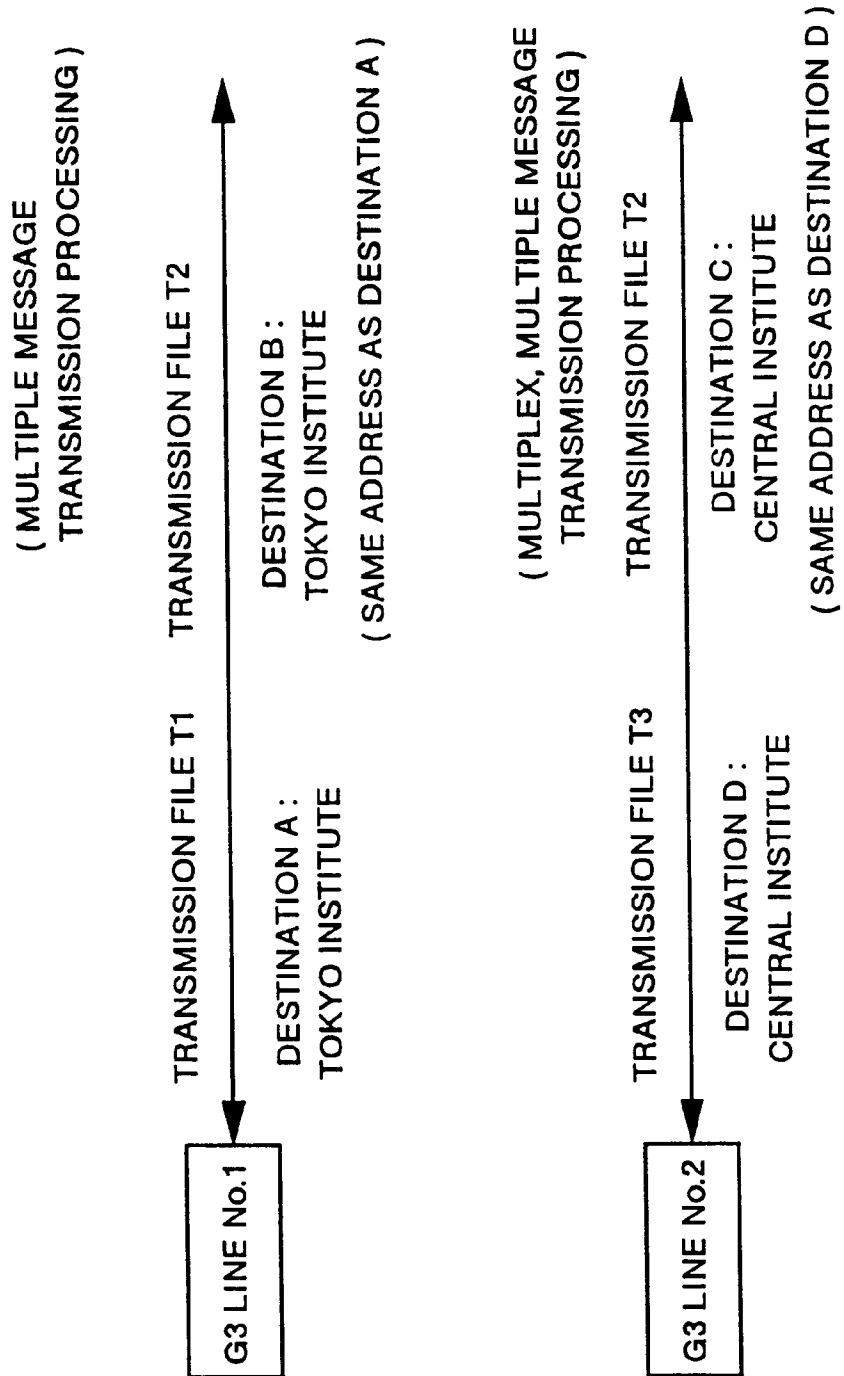 ( MULTIPLE MESSAGE
TRANSMISSION PROCESSING )
TRANSMISSION FILE T1
TRANSMISSION FILE T2
G3 LINE No.1
DESTINATION A :
TOKYO INSTITUTE
DESTINATION B :
TOKYO INSTITUTE
( SAME ADDRESS AS DESTINATION A )
( MULTIPLEX, MULTIPLE MESSAGE
TRANSMISSION PROCESSING )
TRANSMISSION FILE T3
TRANSIMISSION FILE T2
G3 LINE No.2
DESTINATION D :
CENTRAL INSTITUTE
DESTINATION C :
CENTRAL INSTITUTE
( SAME ADDRESS AS DESTINATION D )